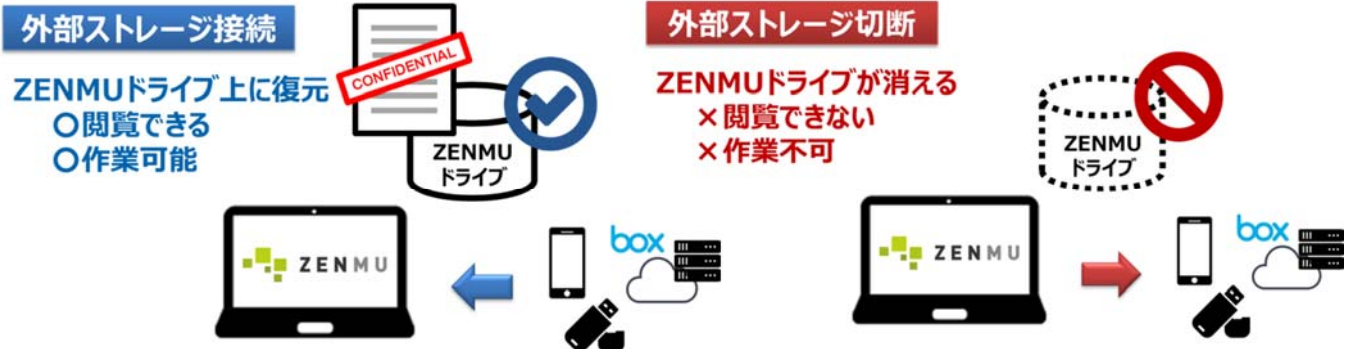 外部ストレージ接続
ZENMUドライブ上に復元
〇閲覧できる
〇作業可能
CONFIDENTIAL
ZENMU
ドライブ
ZENMU
box
外部ストレージ切断
ZENMUドライブが消える
×閲覧できない
×作業不可
ZENMU
ドライブ
ZENMU
box